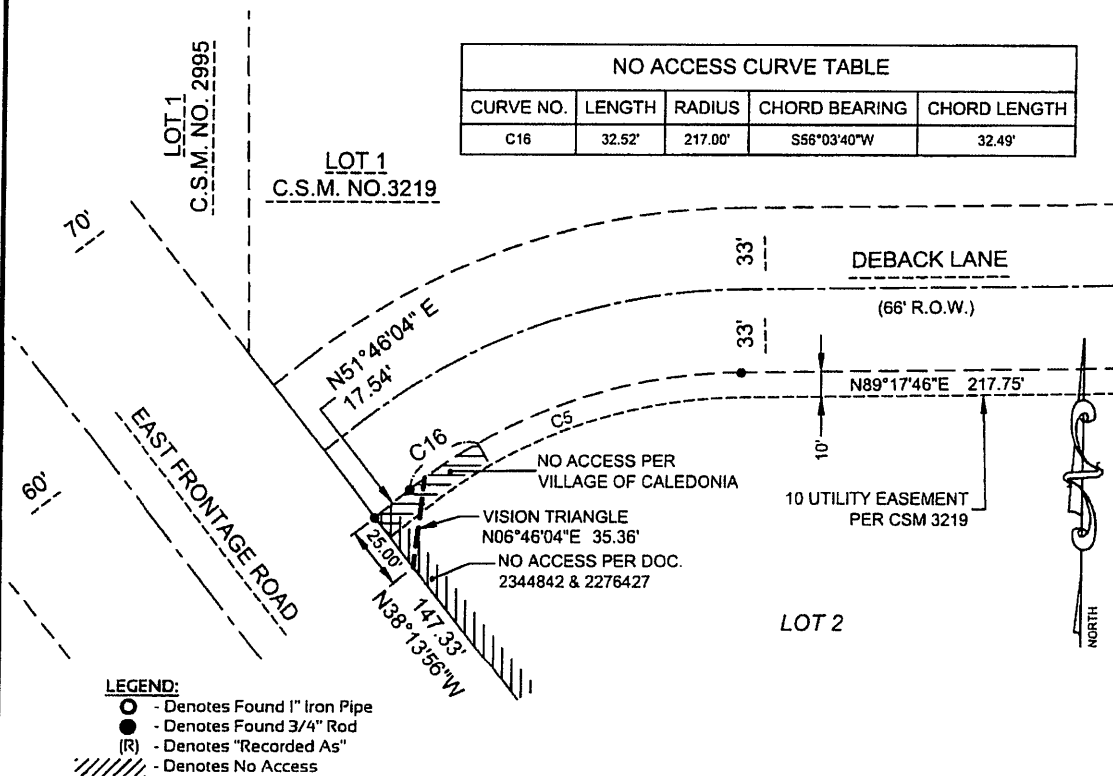 NO ACCESS CURVE TABLE
CURVE NO. LENGTH RADIUS CHORD BEARING CHORD LENGTH
C16 32.52' 217.00' S56°03'40"W 32.49'
LOT 1
C.S.M. NO. 2995
LOT 1
C.S.M. NO.3219
70'
33'
DEBACK LANE
(66' R.O.W.)
33'
N51°46'04" E
17.54'
N89°17'46"E 217.75'
10'
C5
C16
EAST FRONTAGE ROAD
60'
NO ACCESS PER
VILLAGE OF CALEDONIA
10 UTILITY EASEMENT
PER CSM 3219
VISION TRIANGLE
N06°46'04"E 35.36'
25.00'
NO ACCESS PER DOC.
2344842 & 2276427
147.33'
N38°13'56"W
LOT 2
NORTH
LEGEND:
- Denotes Found 1" Iron Pipe
- Denotes Found 3/4" Rod
(R) - Denotes "Recorded As"
- Denotes No Access